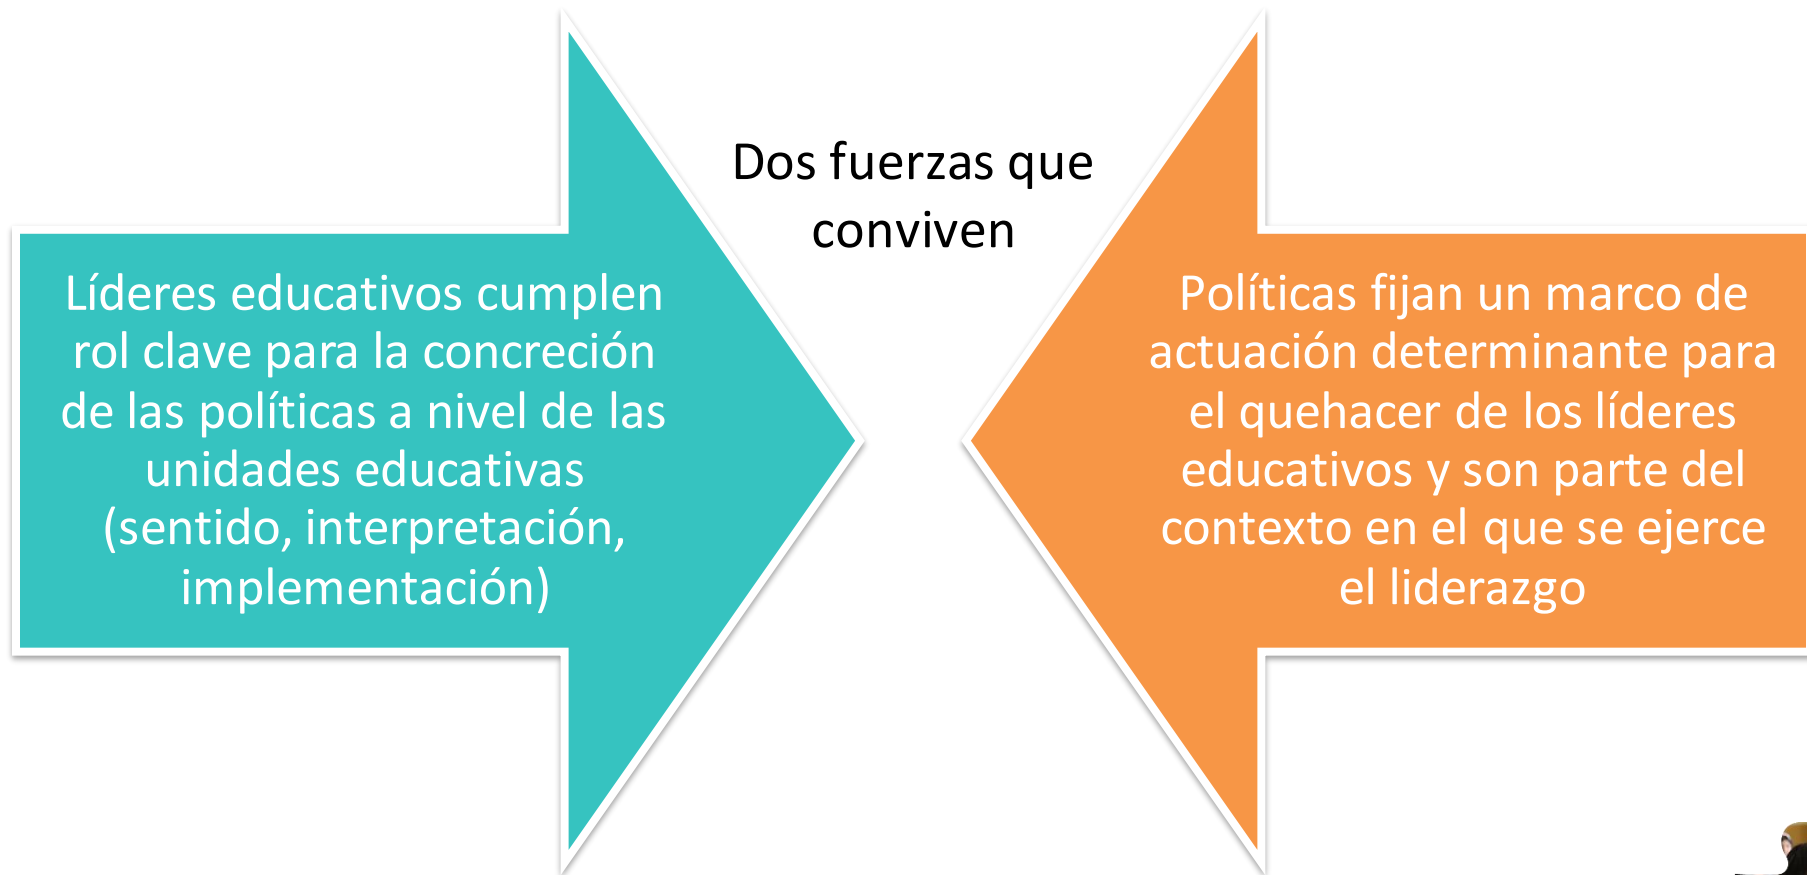 Dos fuerzas que
conviven
Líderes educativos cumplen
rol clave para la concreción
de las políticas a nivel de las
unidades educativas
(sentido, interpretación,
implementación)
Políticas fijan un marco de
actuación determinante para
el quehacer de los líderes
educativos y son parte del
contexto en el que se ejerce
el liderazgo